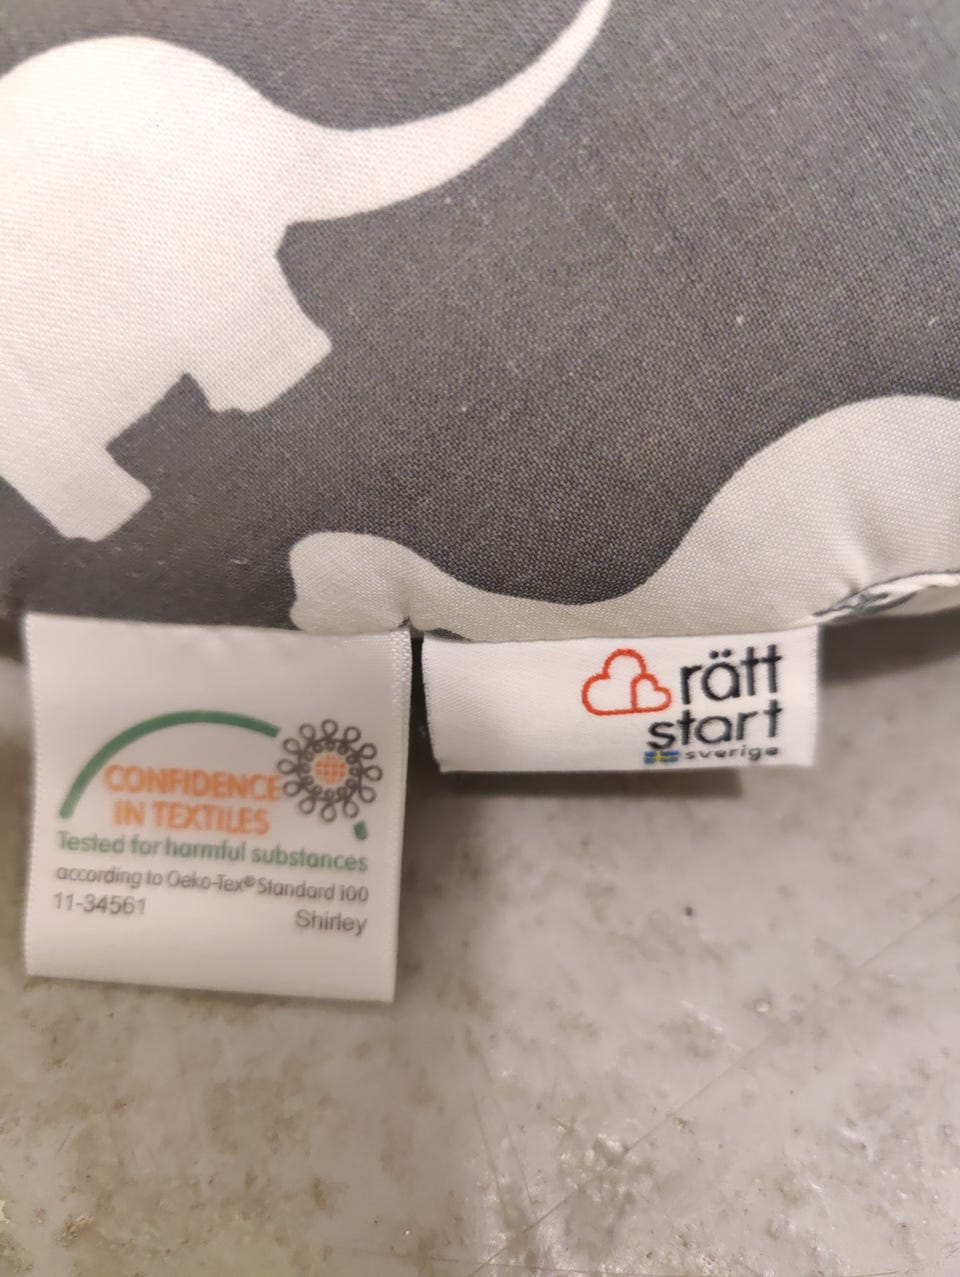 CONFIDENCE
IN TEXTILES
Tested for harmful substances
according to Oeko-Tex® Standard 100
11-34561 Shirley
rätt
start
sverige